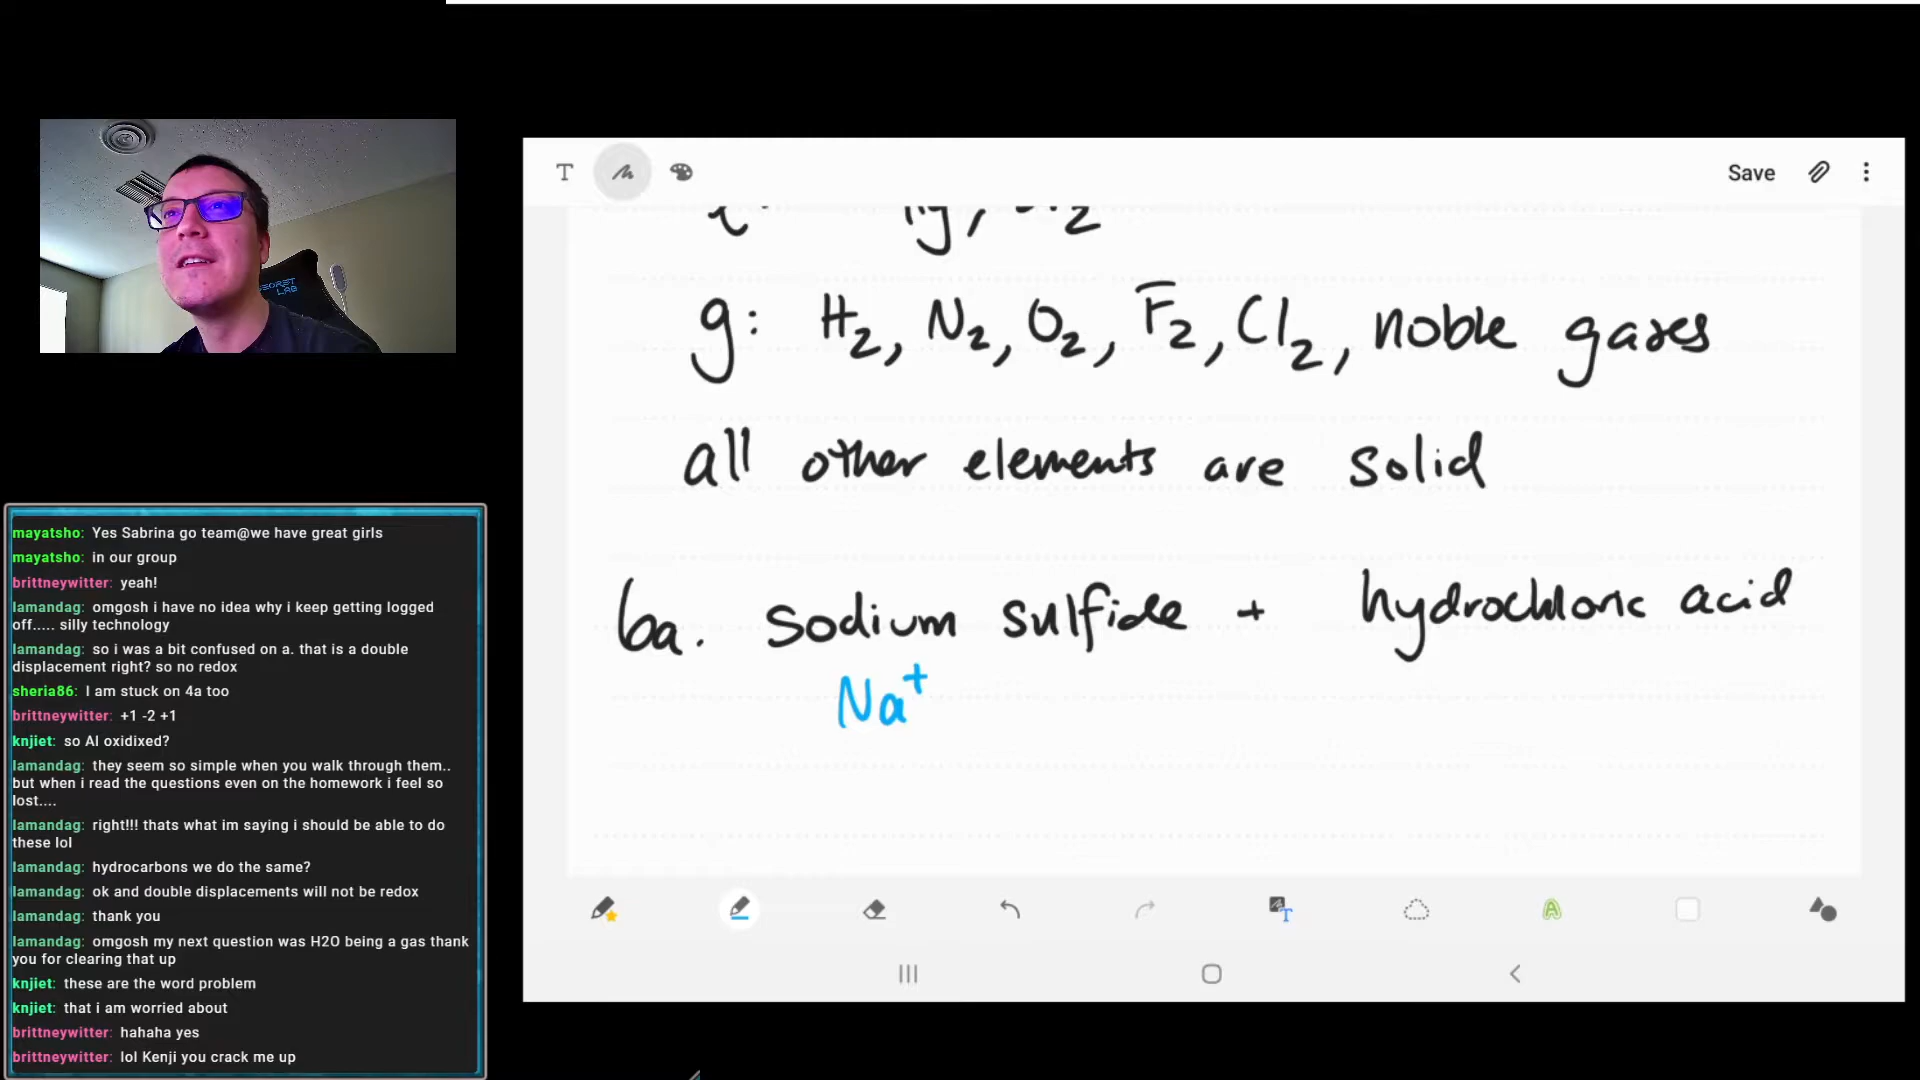 SECRET
LAB
T
Save
g: H₂, N₂, O₂, F₂, Cl₂, noble gases
all other elements are solid
6a. sodium sulfide + hydrochloric acid
Na⁺
mayatsho: Yes Sabrina go team@we have great girls
mayatsho: in our group
brittneywitter: yeah!
lamandag: omgosh i have no idea why i keep getting logged
off..... silly technology
lamandag: so i was a bit confused on a. that is a double
displacement right? so no redox
sheria86: I am stuck on 4a too
brittneywitter: +1 -2 +1
knjiet: so Al oxidixed?
lamandag: they seem so simple when you walk through them..
but when i read the questions even on the homework i feel so
lost....
lamandag: right!!! thats what im saying i should be able to do
these lol
lamandag: hydrocarbons we do the same?
lamandag: ok and double displacements will not be redox
lamandag: thank you
lamandag: omgosh my next question was H2O being a gas thank
you for clearing that up
knjiet: these are the word problem
knjiet: that i am worried about
brittneywitter: hahaha yes
brittneywitter: lol Kenji you crack me up